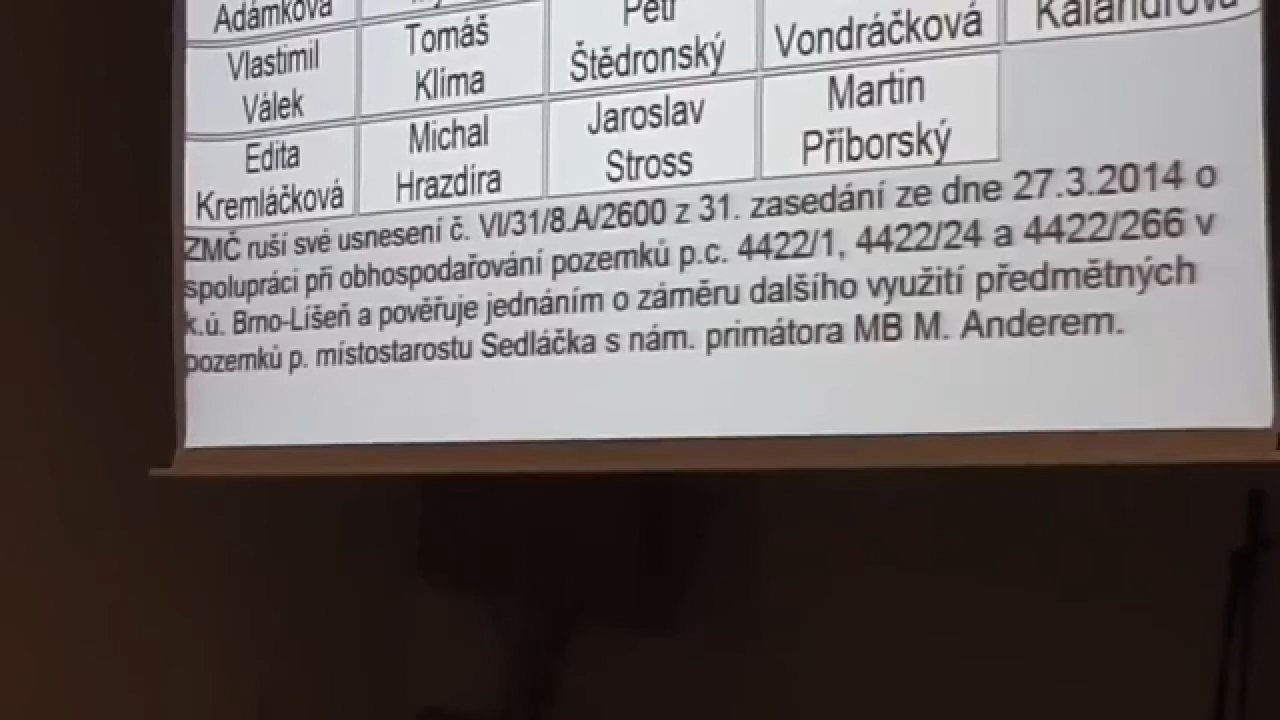 Adámková
Petr
Vondráčková
Vlastimil
Válek
Tomáš
Klíma
Štědronský
Edita
Kremláčková
Michal
Hrazdíra
Jaroslav
Stross
Martin
Příborský
ZMČ ruší své usnesení č. VI/31/8.A/2600 z 31. zasedání ze dne 27.3.2014 o
spolupráci při obhospodařování pozemků p.c. 4422/1, 4422/24 a 4422/266 v
k.ú. Brno-Líšeň a pověřuje jednáním o záměru dalšího využití předmětných
pozemků p. místostarostu Sedláčka s nám. primátora MB M. Anderem.